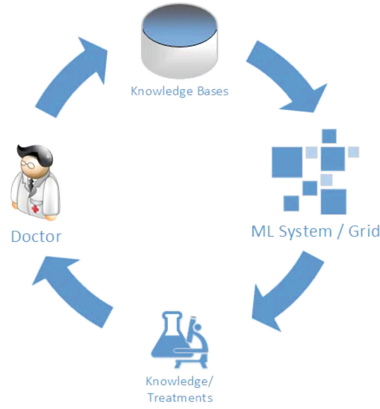 Knowledge Bases
ML System / Grid
Knowledge/
Treatments
Doctor